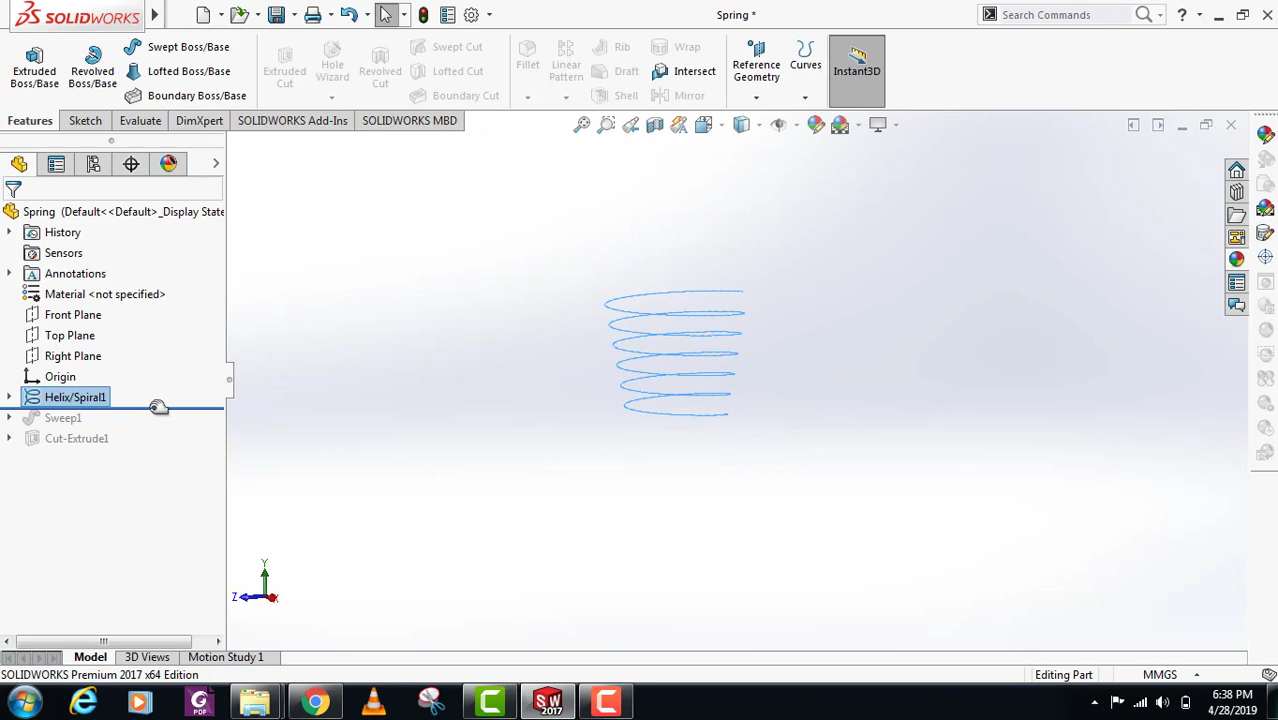 SOLIDWORKS
Spring *
Search Commands
?
Extruded Boss/Base
Revolved Boss/Base
Swept Boss/Base
Lofted Boss/Base
Boundary Boss/Base
Extruded Cut
Hole Wizard
Revolved Cut
Swept Cut
Lofted Cut
Boundary Cut
Fillet
Linear Pattern
Rib
Draft
Shell
Wrap
Intersect
Mirror
Reference Geometry
Curves
Instant3D
Features
Sketch
Evaluate
DimXpert
SOLIDWORKS Add-Ins
SOLIDWORKS MBD
Spring (Default<<Default>_Display State
History
Sensors
Annotations
Material <not specified>
Front Plane
Top Plane
Right Plane
Origin
Helix/Spiral1
Sweep1
Cut-Extrude1
Y
Z
Model
3D Views
Motion Study 1
SOLIDWORKS Premium 2017 x64 Edition
Editing Part
MMGS
PDF
SW
2017
6:38 PM
4/28/2019